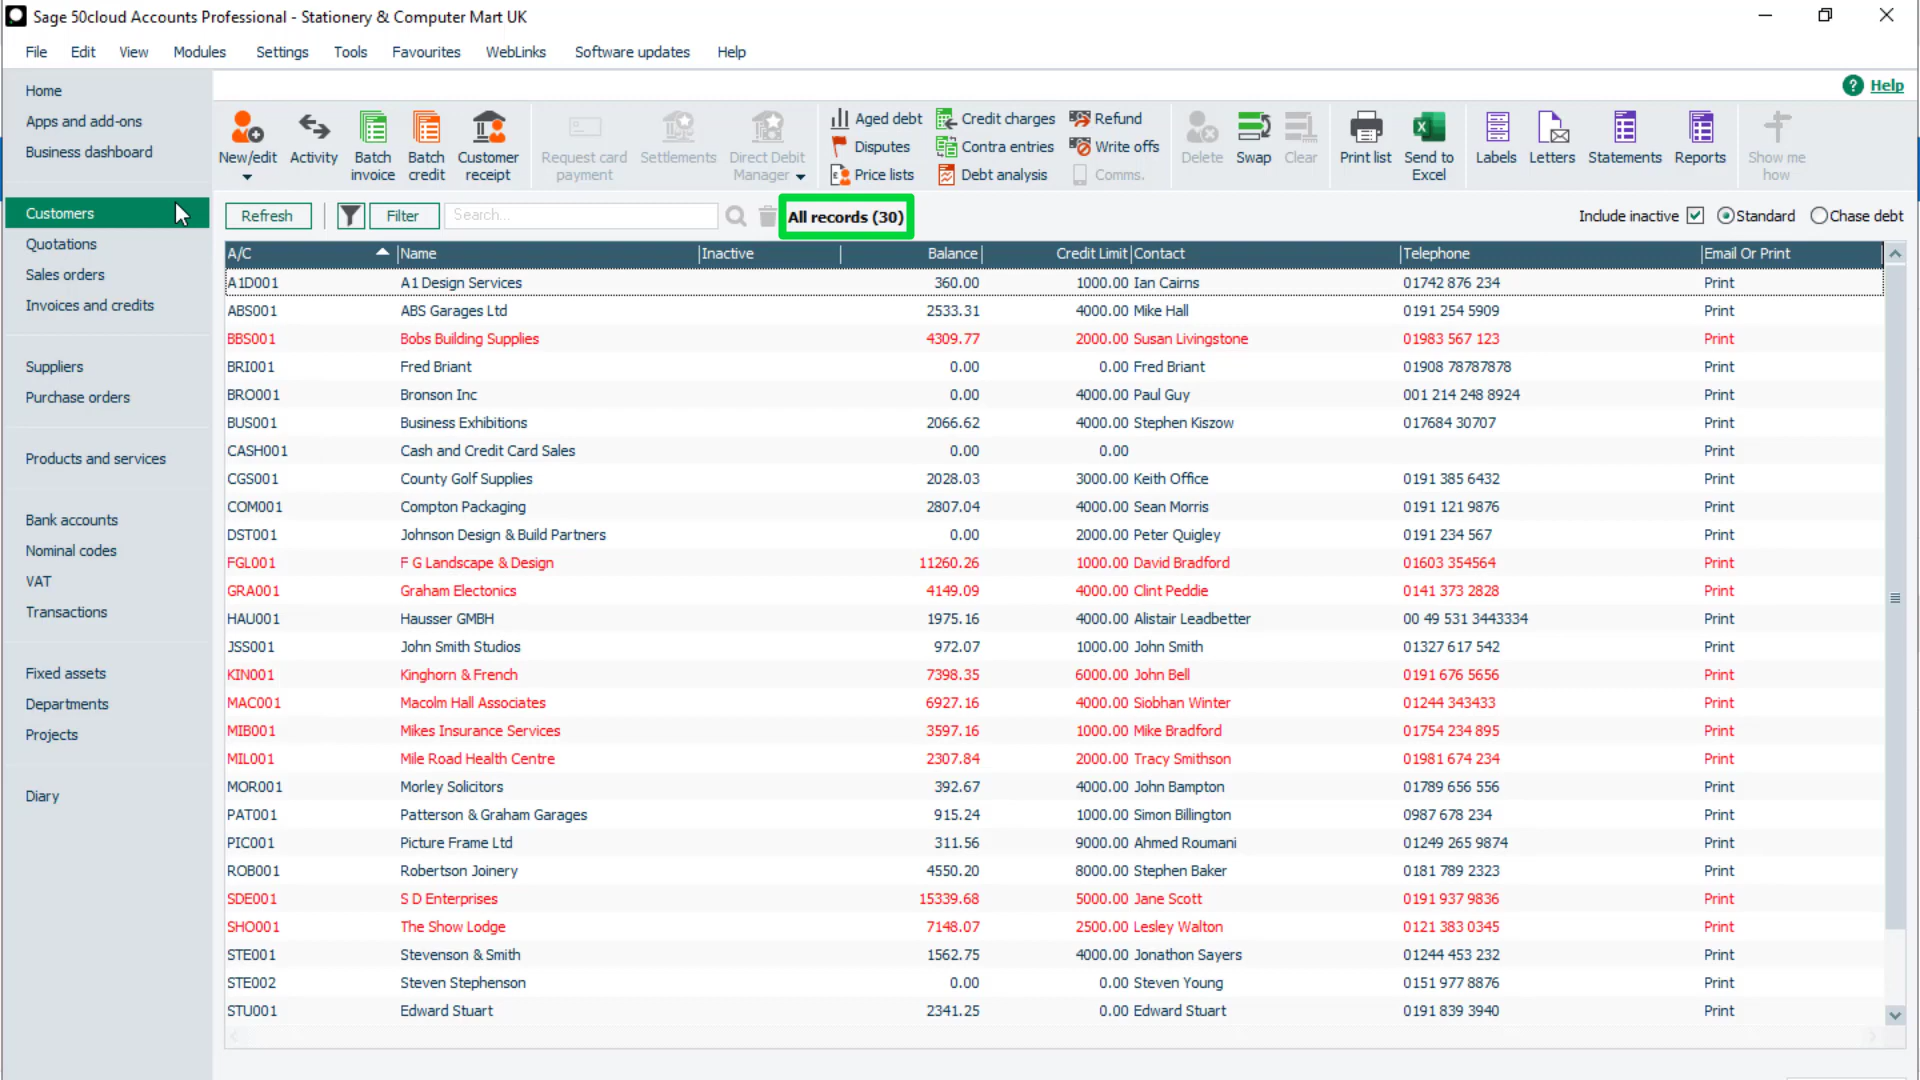 Sage 50cloud Accounts Professional - Stationery & Computer Mart UK
File Edit View Modules Settings Tools Favourites WebLinks Software updates Help
Home
Apps and add-ons
Business dashboard
Customers
Quotations
Sales orders
Invoices and credits
Suppliers
Purchase orders
Products and services
Bank accounts
Nominal codes
VAT
Transactions
Fixed assets
Departments
Projects
Diary
? Help
New/edit
Activity
Batch invoice
Batch credit
Customer receipt
Request card payment
Settlements
Direct Debit Manager
Aged debt
Disputes
Price lists
Credit charges
Contra entries
Debt analysis
Refund
Write offs
Comms.
Delete
Swap
Clear
Print list
Send to Excel
Labels
Letters
Statements
Reports
Show me how
Refresh Filter Search... All records (30) Include inactive Standard Chase debt
A/C Name Inactive Balance Credit Limit Contact Telephone Email Or Print
A1D001 A1 Design Services 360.00 1000.00 Ian Cairns 01742 876 234 Print
ABS001 ABS Garages Ltd 2533.31 4000.00 Mike Hall 0191 254 5909 Print
BBS001 Bobs Building Supplies 4309.77 2000.00 Susan Livingstone 01983 567 123 Print
BRI001 Fred Briant 0.00 0.00 Fred Briant 01908 78787878 Print
BRO001 Bronson Inc 0.00 4000.00 Paul Guy 001 214 248 8924 Print
BUS001 Business Exhibitions 2066.62 4000.00 Stephen Kiszow 017684 30707 Print
CASH001 Cash and Credit Card Sales 0.00 0.00 Print
CGS001 County Golf Supplies 2028.03 3000.00 Keith Office 0191 385 6432 Print
COM001 Compton Packaging 2807.04 4000.00 Sean Morris 0191 121 9876 Print
DST001 Johnson Design & Build Partners 0.00 2000.00 Peter Quigley 0191 234 567 Print
FGL001 F G Landscape & Design 11260.26 1000.00 David Bradford 01603 354564 Print
GRA001 Graham Electonics 4149.09 4000.00 Clint Peddie 0141 373 2828 Print
HAU001 Hausser GMBH 1975.16 4000.00 Alistair Leadbetter 00 49 531 3443334 Print
JSS001 John Smith Studios 972.07 1000.00 John Smith 01327 617 542 Print
KIN001 Kinghorn & French 7398.35 6000.00 John Bell 0191 676 5656 Print
MAC001 Macolm Hall Associates 6927.16 4000.00 Siobhan Winter 01244 343433 Print
MIB001 Mikes Insurance Services 3597.16 1000.00 Mike Bradford 01754 234 895 Print
MIL001 Mile Road Health Centre 2307.84 2000.00 Tracy Smithson 01981 674 234 Print
MOR001 Morley Solicitors 392.67 4000.00 John Bampton 01789 656 556 Print
PAT001 Patterson & Graham Garages 915.24 1000.00 Simon Billington 0987 678 234 Print
PIC001 Picture Frame Ltd 311.56 9000.00 Ahmed Roumani 01249 265 9874 Print
ROB001 Robertson Joinery 4550.20 8000.00 Stephen Baker 0181 789 2323 Print
SDE001 S D Enterprises 15339.68 5000.00 Jane Scott 0191 937 9836 Print
SHO001 The Show Lodge 7148.07 2500.00 Lesley Walton 0121 383 0345 Print
STE001 Stevenson & Smith 1562.75 4000.00 Jonathon Sayers 01244 453 232 Print
STE002 Steven Stephenson 0.00 0.00 Steven Young 0151 977 8876 Print
STU001 Edward Stuart 2341.25 0.00 Edward Stuart 0191 839 3940 Print